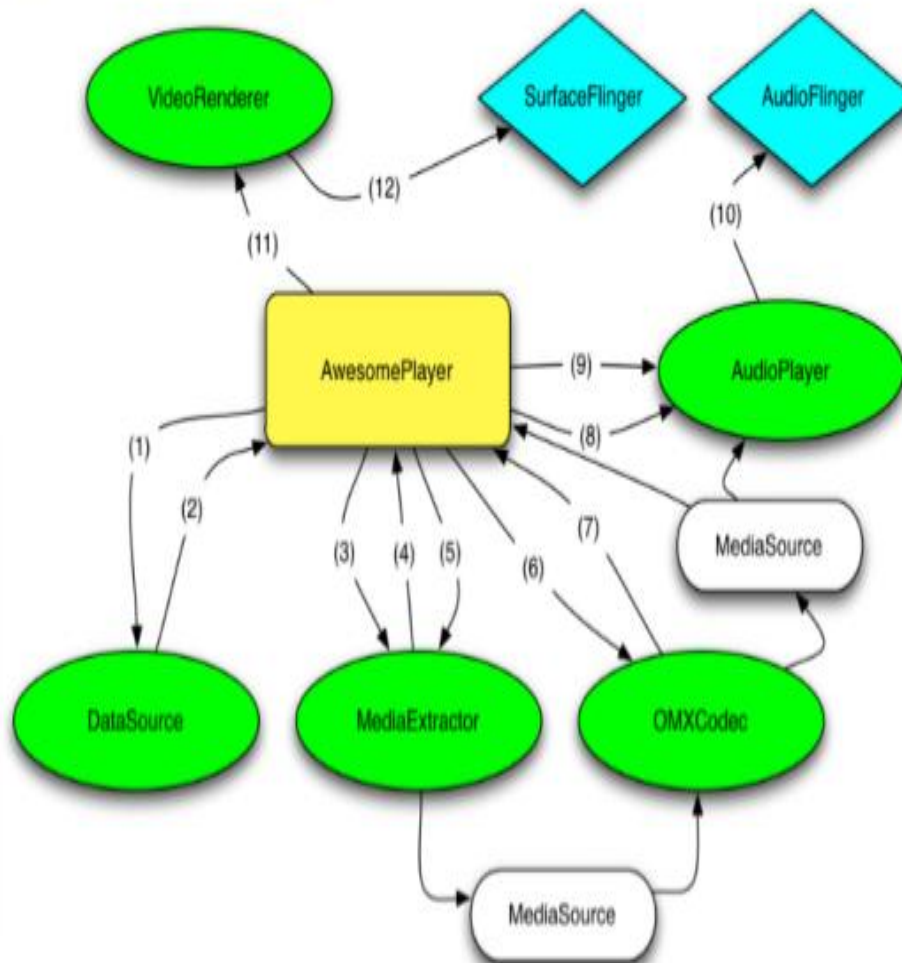 VideoRenderer
SurfaceFlinger
AudioFlinger
(12)
(10)
(11)
AwesomePlayer
(9)
AudioPlayer
(8)
(1)
(2)
(7)
(3)
(4)
(5)
(6)
MediaSource
DataSource
MediaExtractor
OMXCodec
MediaSource